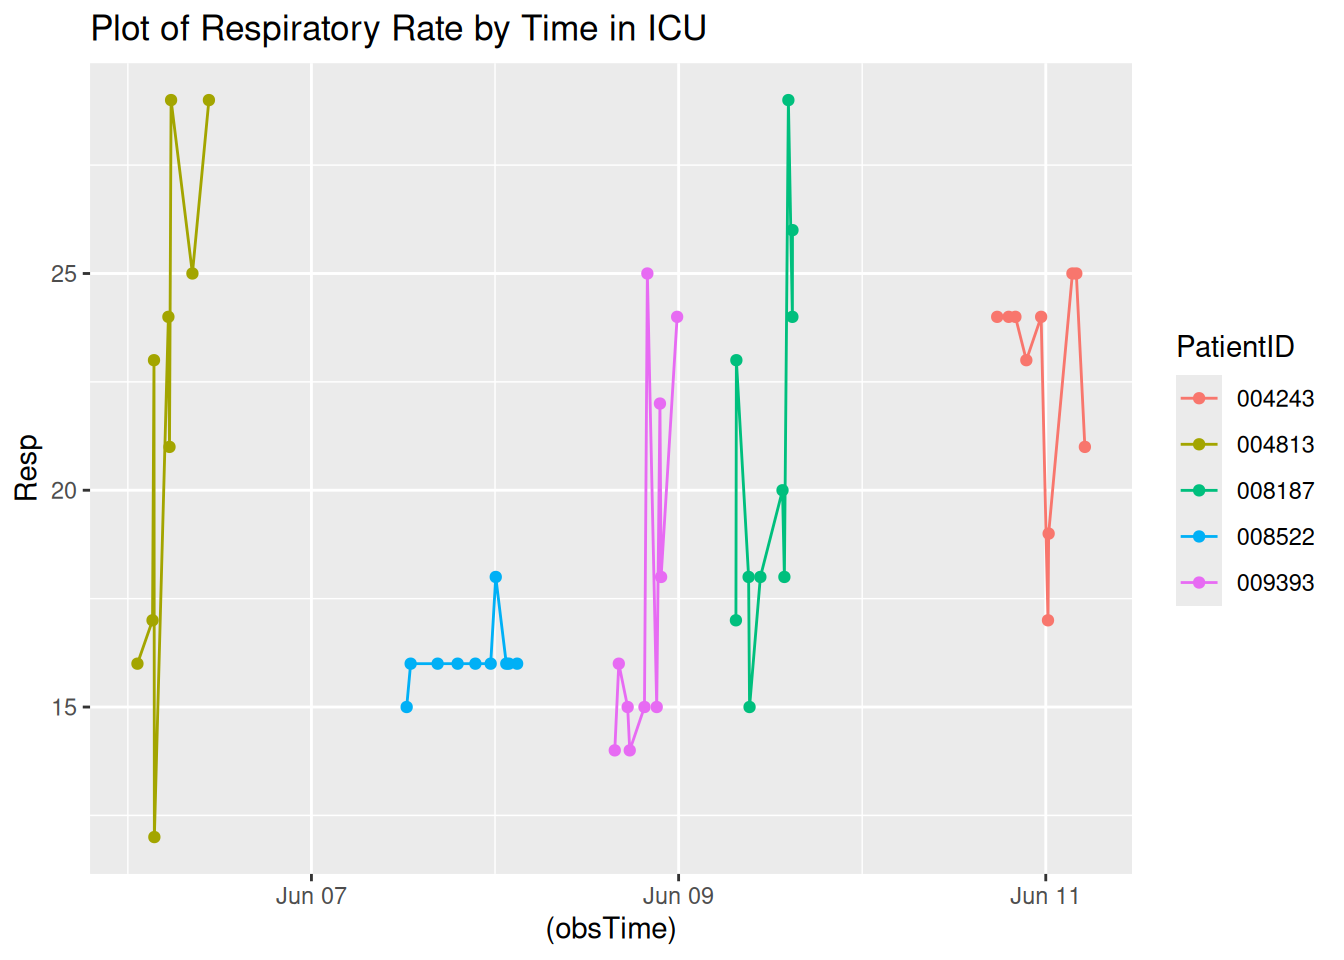 Plot of Respiratory Rate by Time in ICU
Resp
25
20
15
Jun 07
Jun 09
Jun 11
(obsTime)
PatientID
004243
004813
008187
008522
009393